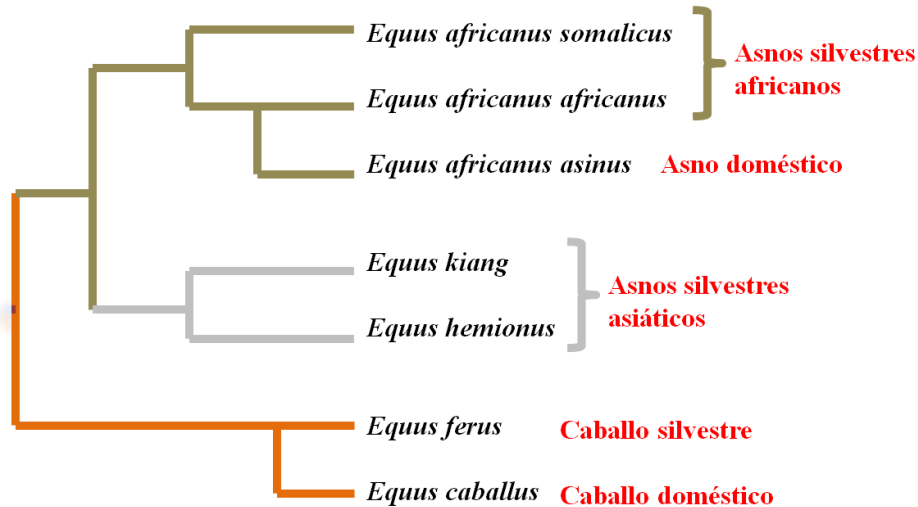 Equus africanus somalicus
Asnos silvestres
africanos
Equus africanus africanus
Equus africanus asinus Asno doméstico
Equus kiang
Asnos silvestres
asiáticos
Equus hemionus
Equus ferus Caballo silvestre
Equus caballus Caballo doméstico